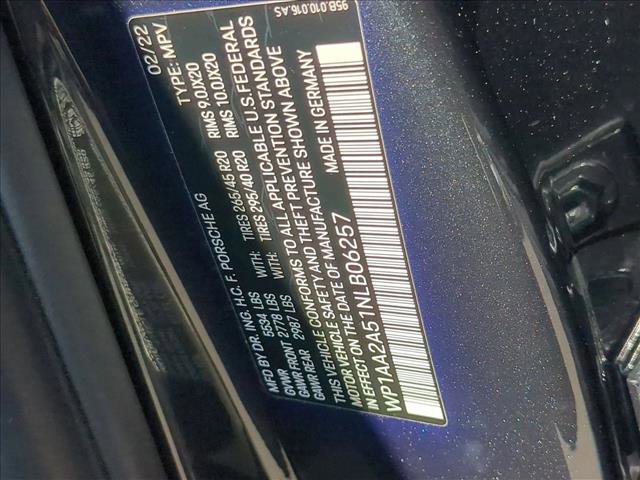 95B.010.016.AS
MFD BY DR. ING. H.C. F. PORSCHE AG 02/22
GVWR 5534 LBS WITH: TYPE: MPV
GAWR FRONT 2778 LBS WITH: TIRES 265/45 R20 RIMS 9.0JX20
GAWR REAR 2987 LBS TIRES 295/40 R20 RIMS 10.0JX20
THIS VEHICLE CONFORMS TO ALL APPLICABLE U.S. FEDERAL
MOTOR VEHICLE SAFETY AND THEFT PREVENTION STANDARDS
IN EFFECT ON THE DATE OF MANUFACTURE SHOWN ABOVE
WP1AA2A51NLB06257 MADE IN GERMANY